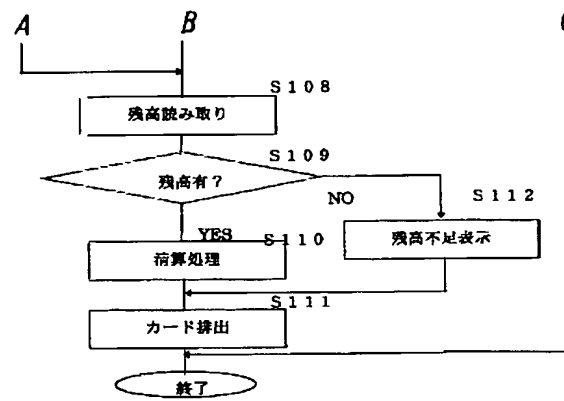 A
B
S108
残高読み取り
S109
残高有?
NO
S112
YES
S110
精算処理
残高不足表示
S111
カード排出
終了